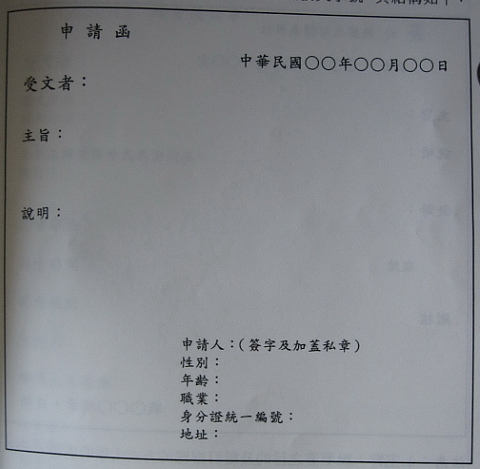 申請函
中華民國○○年○○月○○日
受文者：
主旨：
說明：
申請人：(簽字及加蓋私章)
性別：
年齡：
職業：
身分證統一編號：
地址：